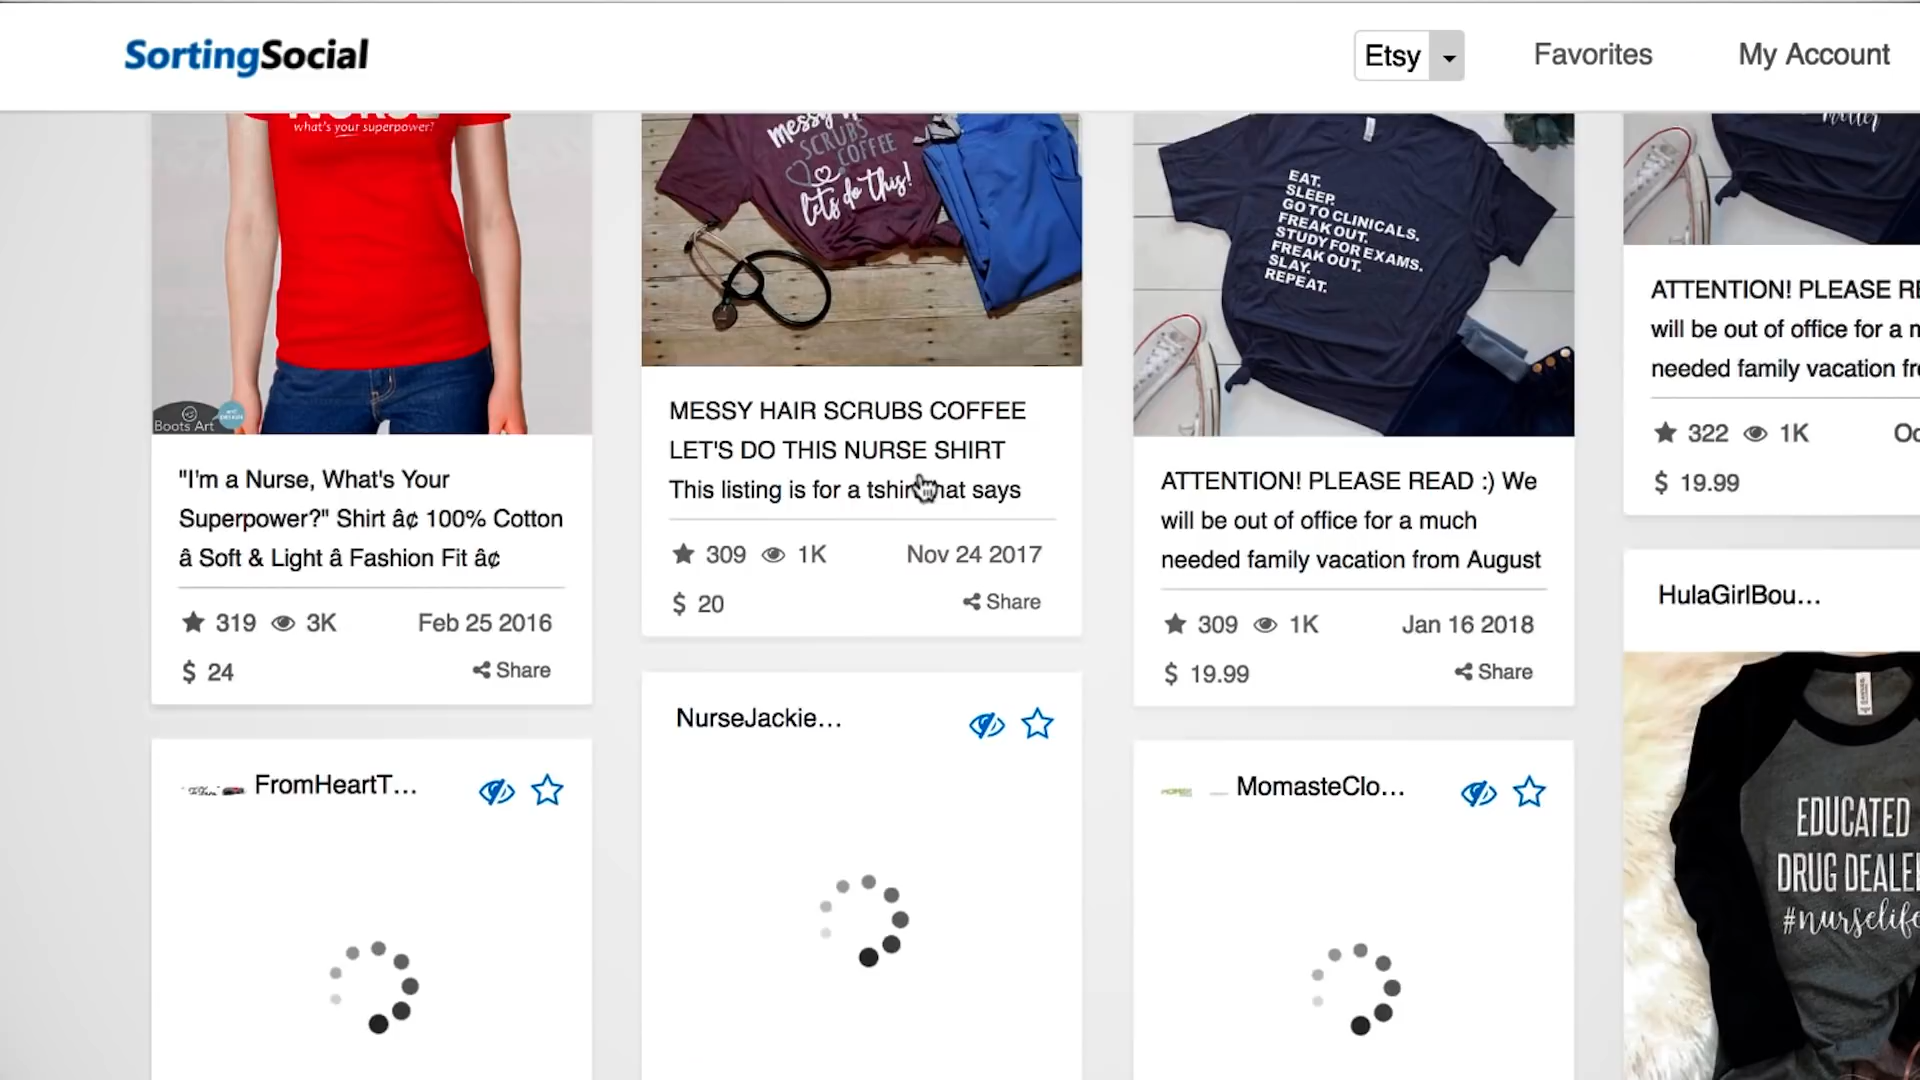 SortingSocial
Etsy
Favorites
My Account
what's your superpower?
Boots Art
"I'm a Nurse, What's Your
Superpower?" Shirt â¢ 100% Cotton
â Soft & Light â Fashion Fit â¢
319 3K Feb 25 2016
$ 24 Share
FromHeartT...
messy
SCRUBS
COFFEE
let's do this!
MESSY HAIR SCRUBS COFFEE
LET'S DO THIS NURSE SHIRT
This listing is for a tshirt that says
309 1K Nov 24 2017
$ 20 Share
NurseJackie...
EAT.
SLEEP.
GO TO CLINICALS.
FREAK OUT.
STUDY FOR EXAMS.
FREAK OUT.
SLAY.
REPEAT.
ATTENTION! PLEASE READ :) We
will be out of office for a much
needed family vacation from August
309 1K Jan 16 2018
$ 19.99 Share
MomasteClo...
ATTENTION! PLEASE RE
will be out of office for a m
needed family vacation fr
322 1K Oc
$ 19.99
HulaGirlBou...
EDUCATED
DRUG DEALE
#nurselife